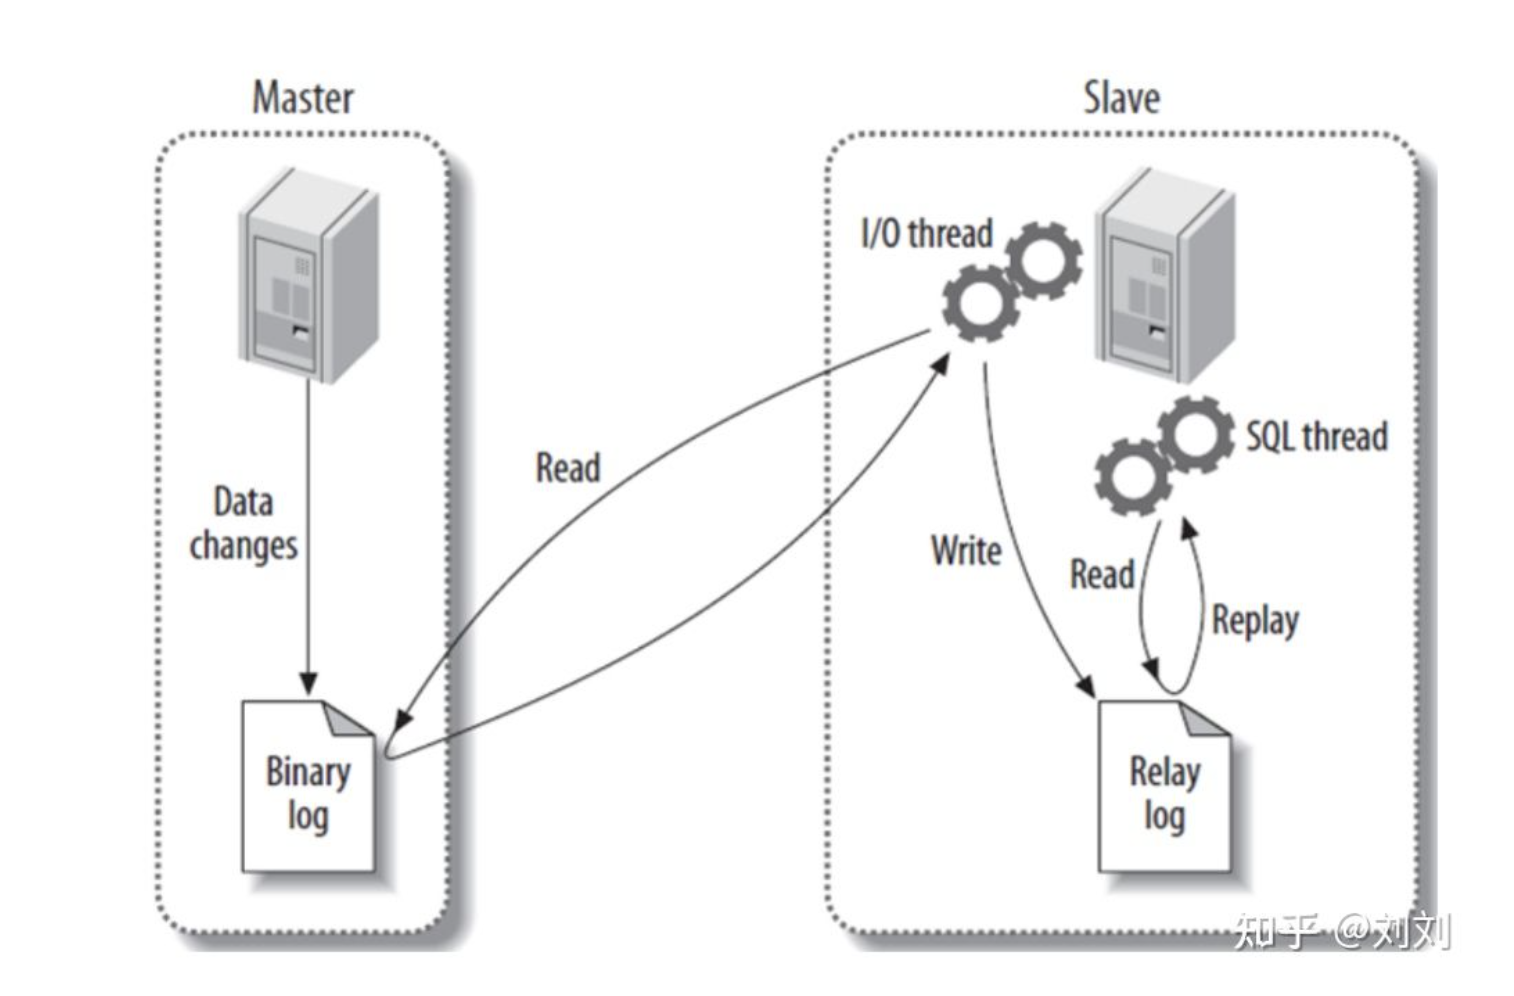 Master
Slave
I/O thread
SQL thread
Read
Data
changes
Write
Read
Replay
Binary
log
Relay
log
知乎 @刘刘